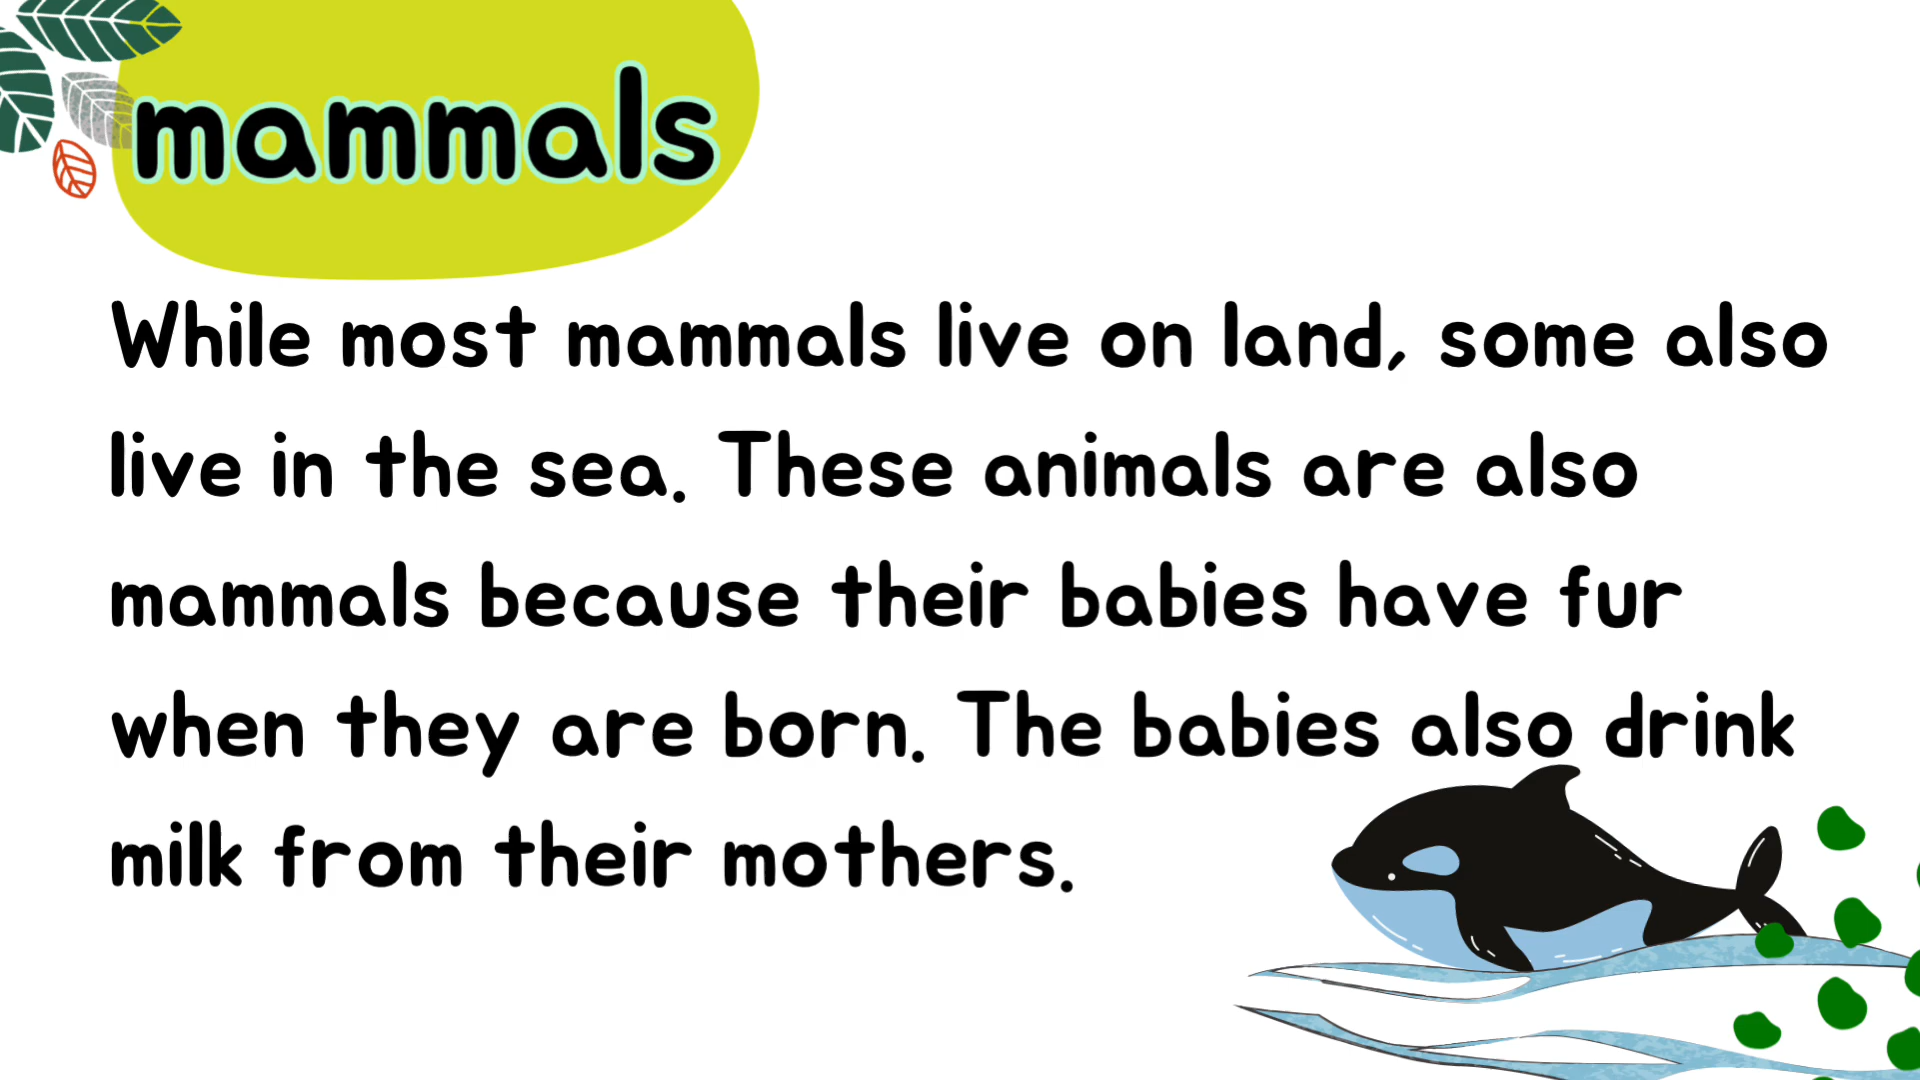 mammals
While most mammals live on land, some also
live in the sea. These animals are also
mammals because their babies have fur
when they are born. The babies also drink
milk from their mothers.